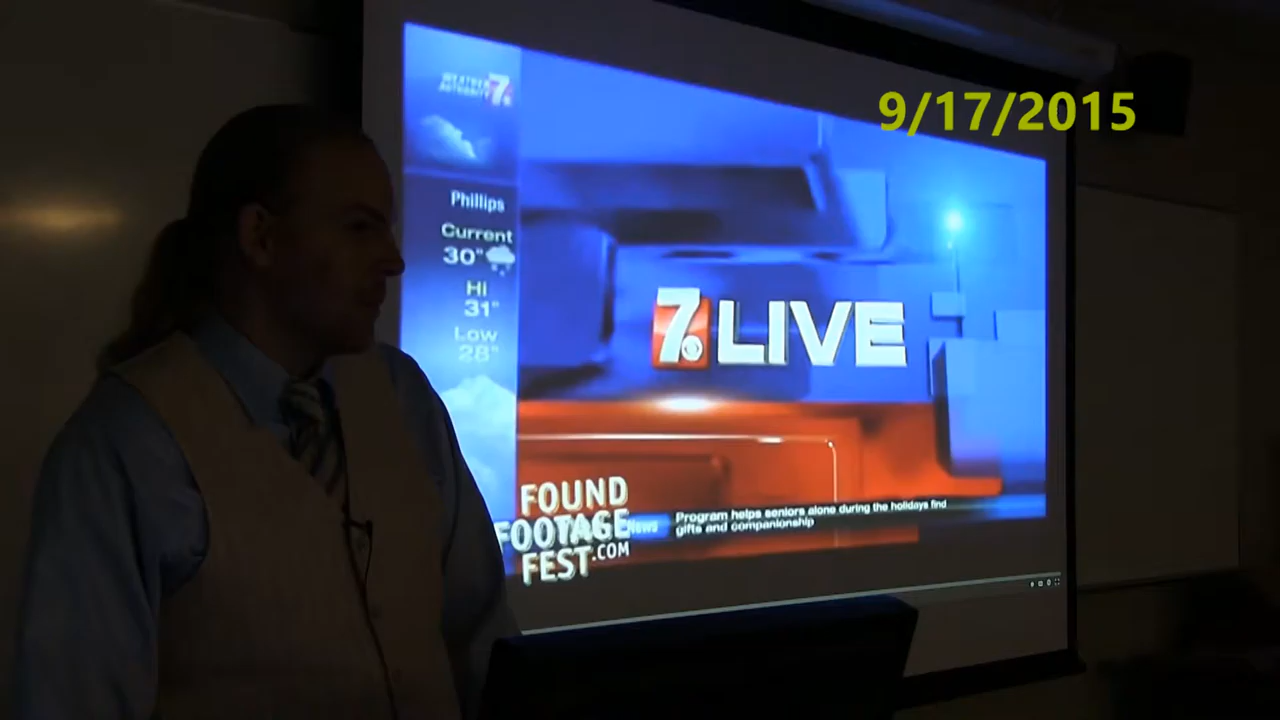 9/17/2015
WEATHER
AUTHORITY 7
Phillips
Current
30°
Hi
31°
Low
28°
7 LIVE
FOUND
FOOTAGE
FEST.COM
News
Program helps seniors alone during the holidays find
gifts and companionship